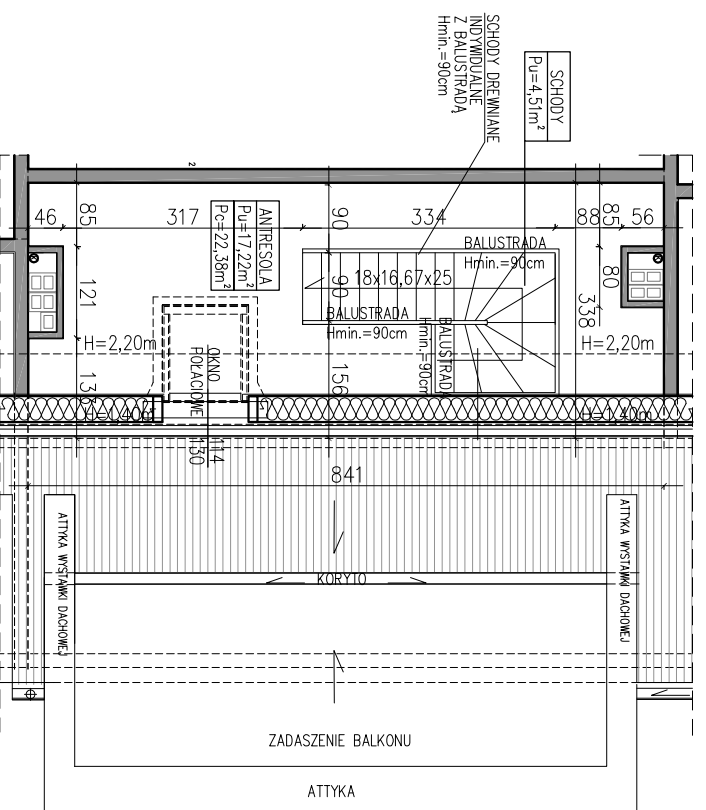 SCHODY
Pu=4,51m²
SCHODY DREWNIANE
INDYWIDUALNE
Z BALUSTRADĄ
Hmin.=90cm
²
46
85
317
90
334
88
85
56
ANTRESOLA
Pu=17,22m²
Pc=22,38m²
BALUSTRADA
Hmin.=90cm
121
90
18x16,67x25
80
338
BALUSTRADA
Hmin.=90cm
BALUSTRADA
Hmin.=90cm
H=2,20m
H=2,20m
OKNO
POŁACIOWE
114
130
156
H=1,40m
H=1,40m
841
ATTYKA WYSTAWKI DACHOWEJ
ATTYKA WYSTAWKI DACHOWEJ
KORYTO
ZADASZENIE BALKONU
ATTYKA